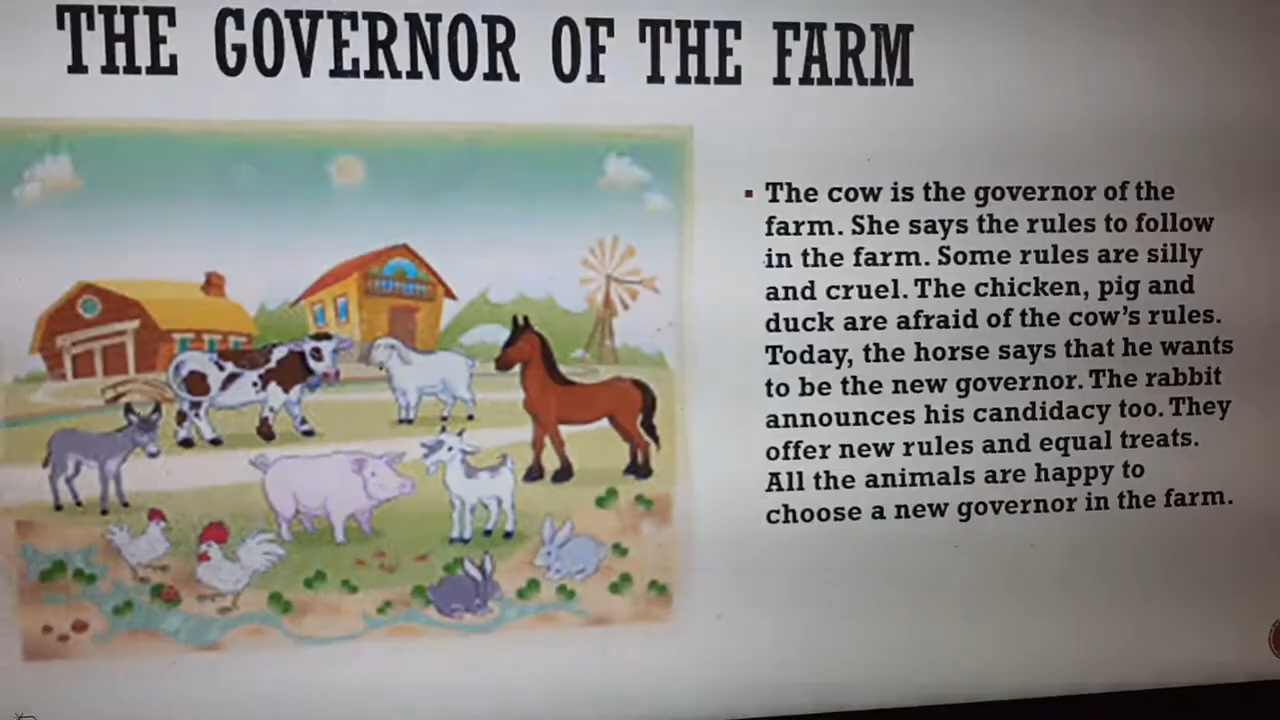 THE GOVERNOR OF THE FARM
The cow is the governor of the
farm. She says the rules to follow
in the farm. Some rules are silly
and cruel. The chicken, pig and
duck are afraid of the cow’s rules.
Today, the horse says that he wants
to be the new governor. The rabbit
announces his candidacy too. They
offer new rules and equal treats.
All the animals are happy to
choose a new governor in the farm.